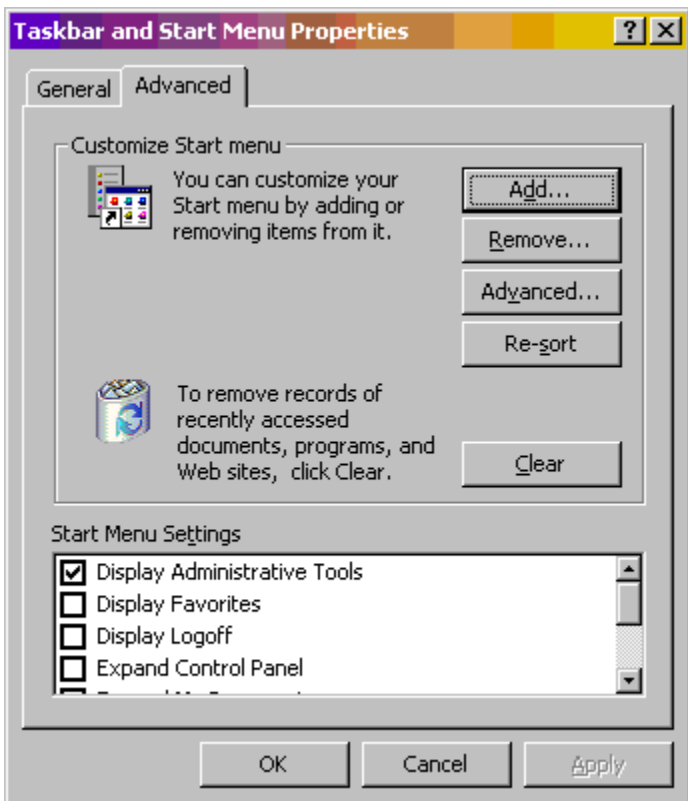 Taskbar and Start Menu Properties
General
Advanced
Customize Start menu
You can customize your
Start menu by adding or
removing items from it.
Add...
Remove...
Advanced...
Re-sort
To remove records of
recently accessed
documents, programs, and
Web sites, click Clear.
Clear
Start Menu Settings
Display Administrative Tools
Display Favorites
Display Logoff
Expand Control Panel
OK
Cancel
Apply